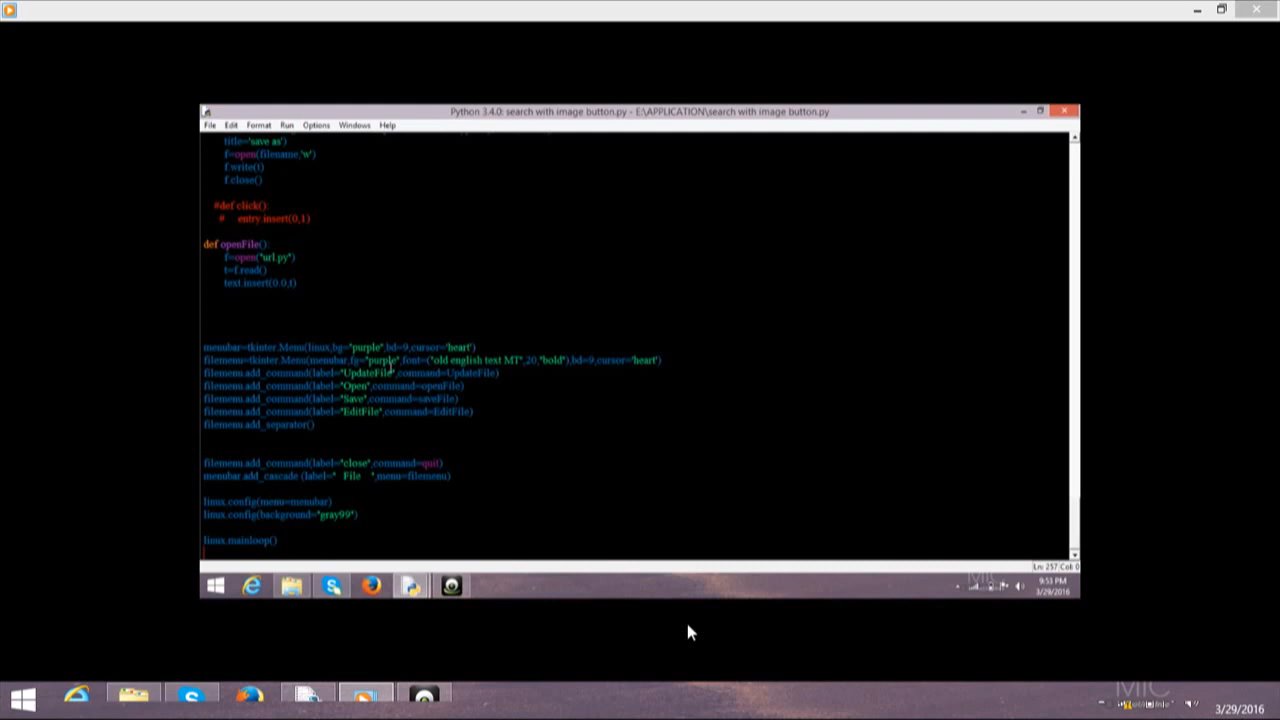 Python 3.4.0: search with image button.py - E:\APPLICATION\search with image button.py
File Edit Format Run Options Windows Help
title='save as')
f=open(filename,'w')
f.write(t)
f.close()
#def click():
# entry.insert(0,1)
def openFile():
f=open("url.py")
t=f.read()
text.insert(0.0,t)
menubar=tkinter.Menu(linux,bg="purple",bd=9,cursor='heart')
filemenu=tkinter.Menu(menubar,fg="purple",font=("old english text MT",20,"bold"),bd=9,cursor='heart')
filemenu.add_command(label="UpdateFile",command=UpdateFile)
filemenu.add_command(label="Open",command=openFile)
filemenu.add_command(label="Save",command=saveFile)
filemenu.add_command(label="EditFile",command=EditFile)
filemenu.add_separator()
filemenu.add_command(label="close",command=quit)
menubar.add_cascade (label="  File  ",menu=filemenu)
linux.config(menu=menubar)
linux.config(background="gray99")
linux.mainloop()
Ln: 257 Col: 0
MIC
9:53 PM
3/29/2016
MIC
3/29/2016